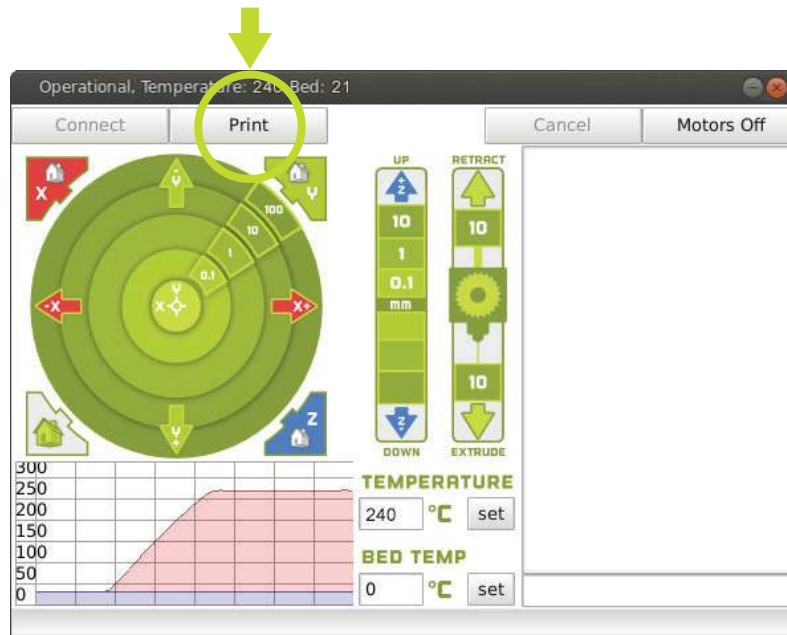 Operational, Temperature: 240 Bed: 21
Connect
Print
Cancel
Motors Off
X
-y
Y
100
10
1
0.1
y
X
-X
X+
y+
Z
UP
+z
10
1
0.1
mm
z-
DOWN
RETRACT
10
10
EXTRUDE
300
250
200
150
100
50
0
TEMPERATURE
240 °C set
BED TEMP
0 °C set